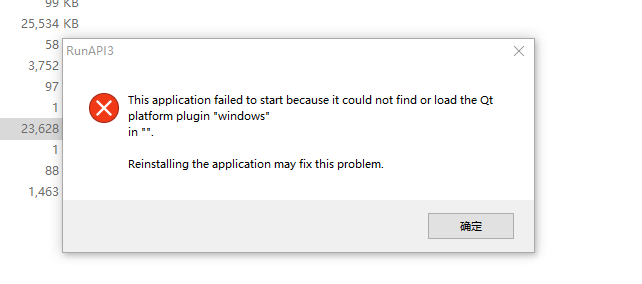 99 KB
25,534 KB
58
RunAPI3
3,752
97
This application failed to start because it could not find or load the Qt
1
platform plugin "windows"
23,628
in "".
1
Reinstalling the application may fix this problem.
88
1,463
确定